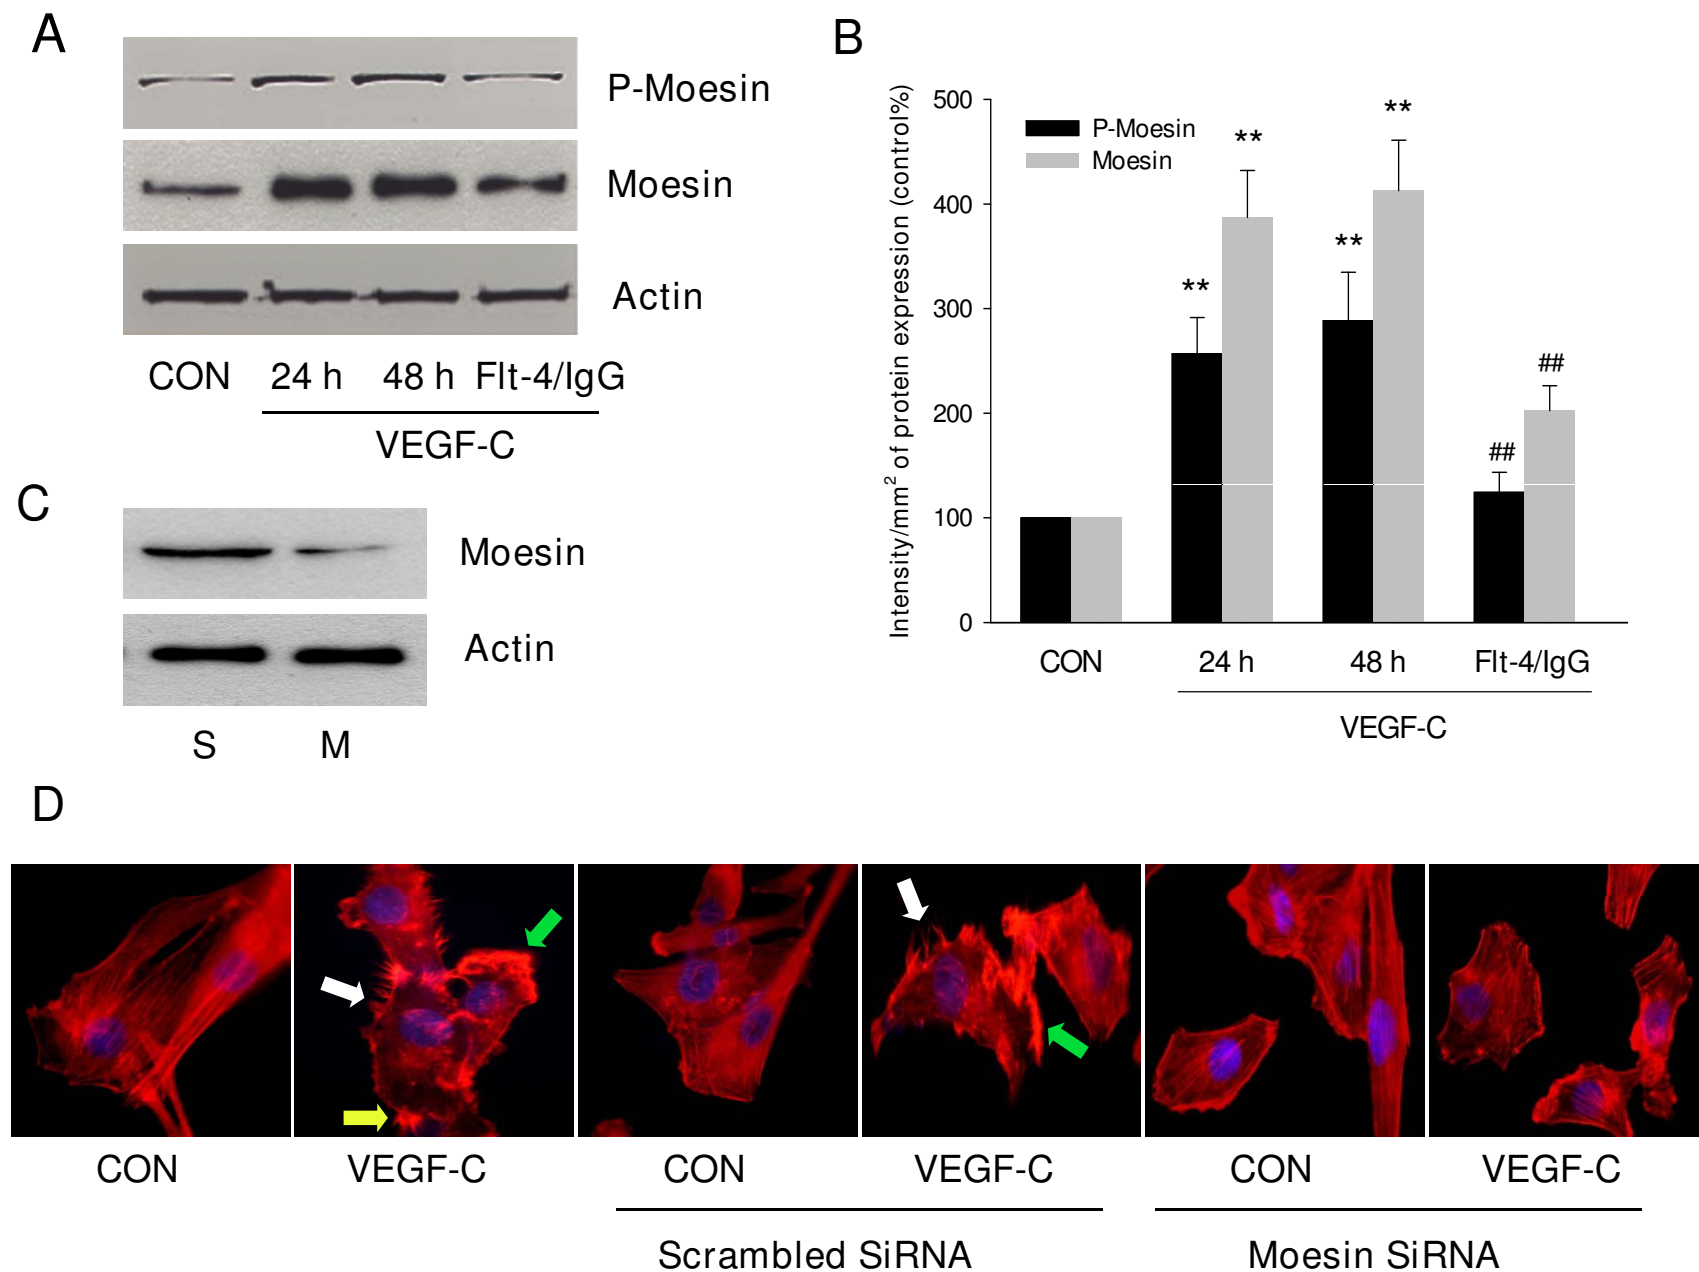 A
P-Moesin
Moesin
Actin
CON 24 h 48 h Flt-4/IgG
VEGF-C
B
Intensity/mm² of protein expression (control%)
500
400
300
200
100
0
P-Moesin
Moesin
** ** ** **
## ##
CON 24 h 48 h Flt-4/IgG
VEGF-C
C
Moesin
Actin
S M
D
CON VEGF-C CON VEGF-C CON VEGF-C
Scrambled SiRNA Moesin SiRNA